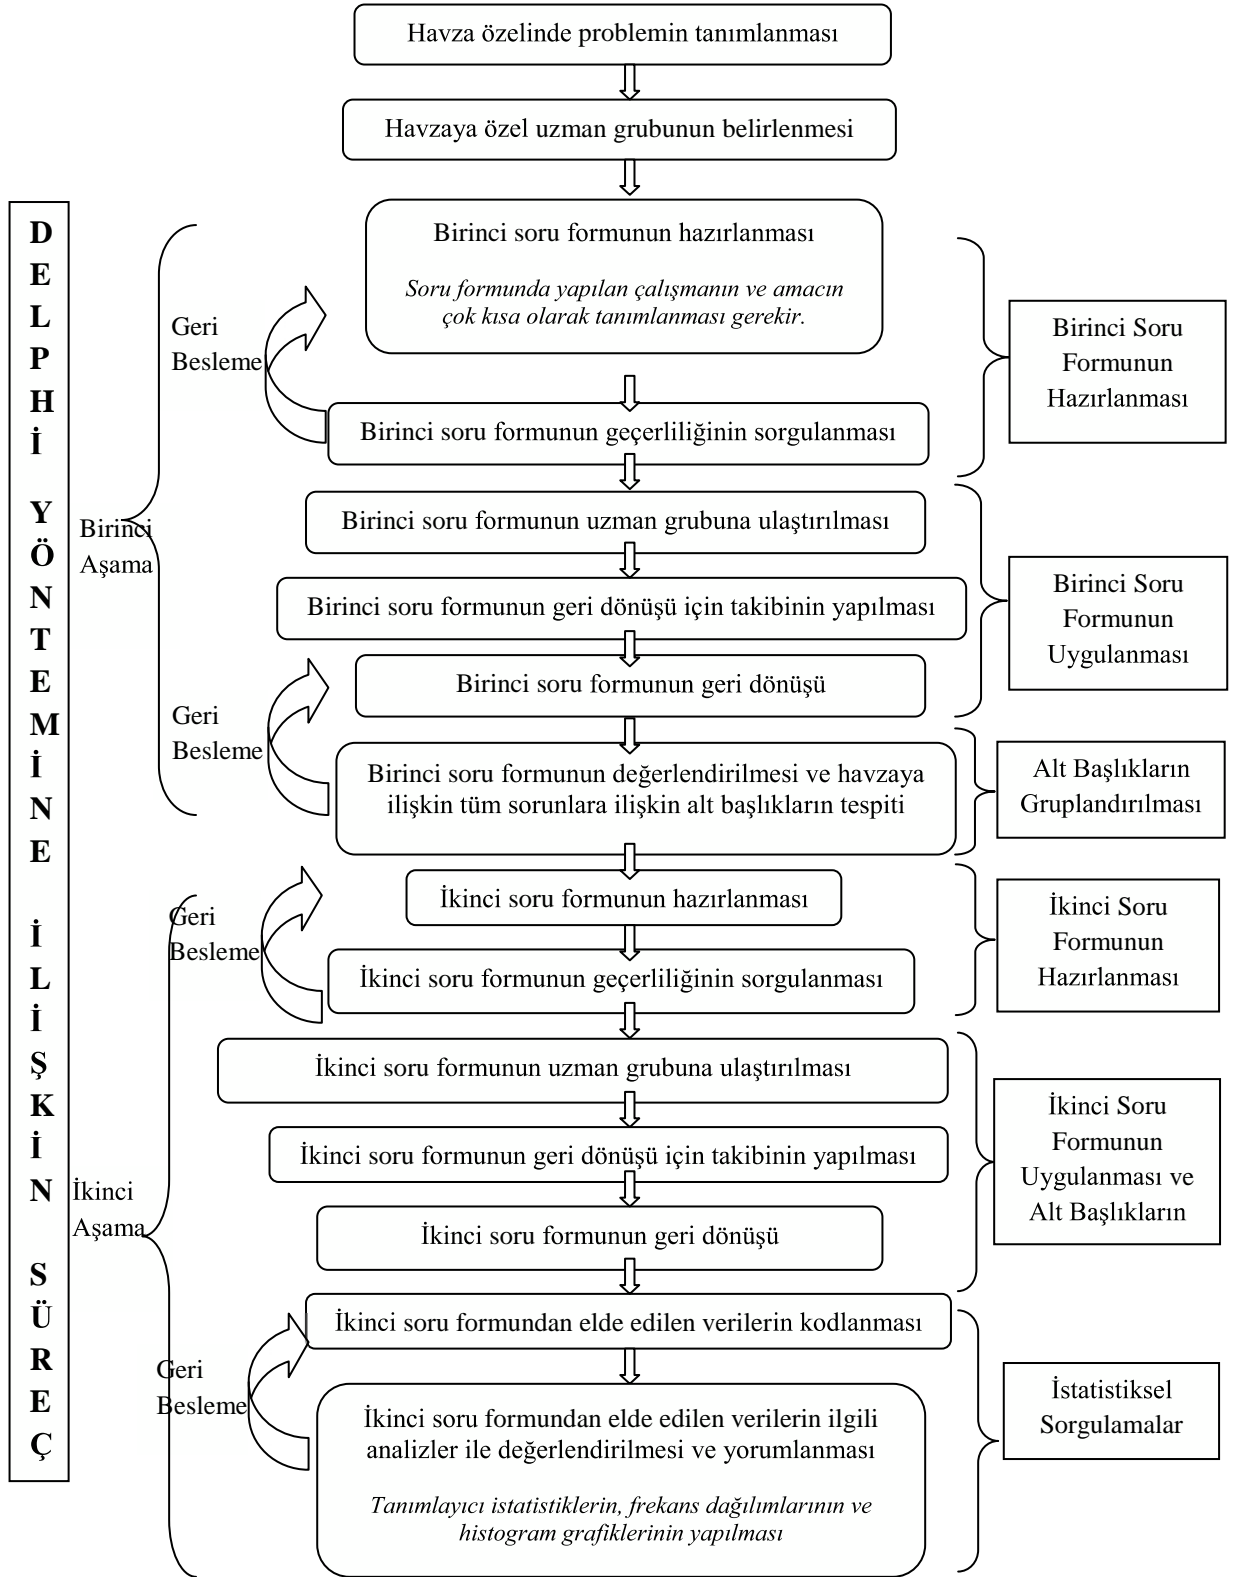 Havza özelinde problemin tanımlanması
Havzaya özel uzman grubunun belirlenmesi
DELPHİ YÖNTEMİNE İLİŞKİN SÜREÇ
Birinci
Aşama
Birinci soru formunun hazırlanması
Soru formunda yapılan çalışmanın ve amacın
çok kısa olarak tanımlanması gerekir.
Geri
Besleme
Birinci soru formunun geçerliliğinin sorgulanması
Birinci Soru
Formunun
Hazırlanması
Birinci soru formunun uzman grubuna ulaştırılması
Birinci soru formunun geri dönüşü için takibinin yapılması
Birinci soru formunun geri dönüşü
Birinci Soru
Formunun
Uygulanması
Geri
Besleme
Birinci soru formunun değerlendirilmesi ve havzaya
ilişkin tüm sorunlara ilişkin alt başlıkların tespiti
Alt Başlıkların
Gruplandırılması
İkinci
Aşama
İkinci soru formunun hazırlanması
Geri
Besleme
İkinci soru formunun geçerliliğinin sorgulanması
İkinci Soru
Formunun
Hazırlanması
İkinci soru formunun uzman grubuna ulaştırılması
İkinci soru formunun geri dönüşü için takibinin yapılması
İkinci soru formunun geri dönüşü
İkinci Soru
Formunun
Uygulanması ve
Alt Başlıkların
İkinci soru formundan elde edilen verilerin kodlanması
Geri
Besleme
İkinci soru formundan elde edilen verilerin ilgili
analizler ile değerlendirilmesi ve yorumlanması
Tanımlayıcı istatistiklerin, frekans dağılımlarının ve
histogram grafiklerinin yapılması
İstatistiksel
Sorgulamalar